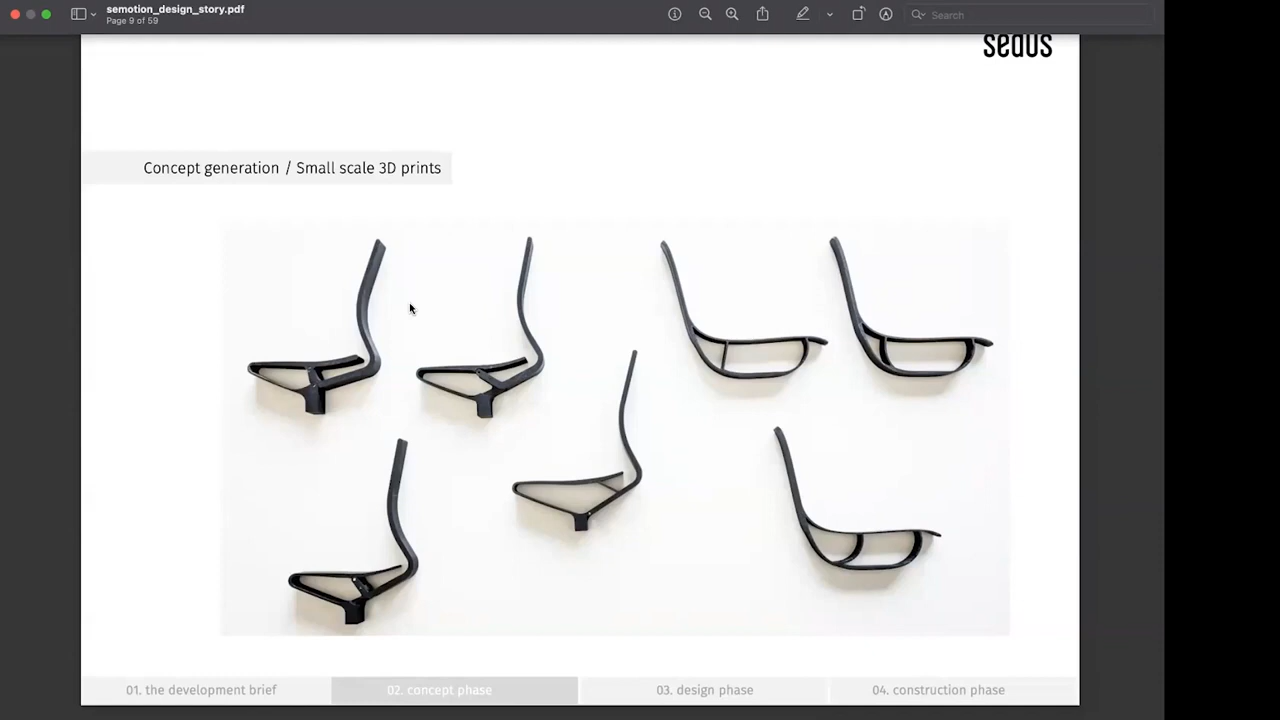 semotion_design_story.pdf
Page 9 of 59
Search
sedus
Concept generation / Small scale 3D prints
01. the development brief
02. concept phase
03. design phase
04. construction phase